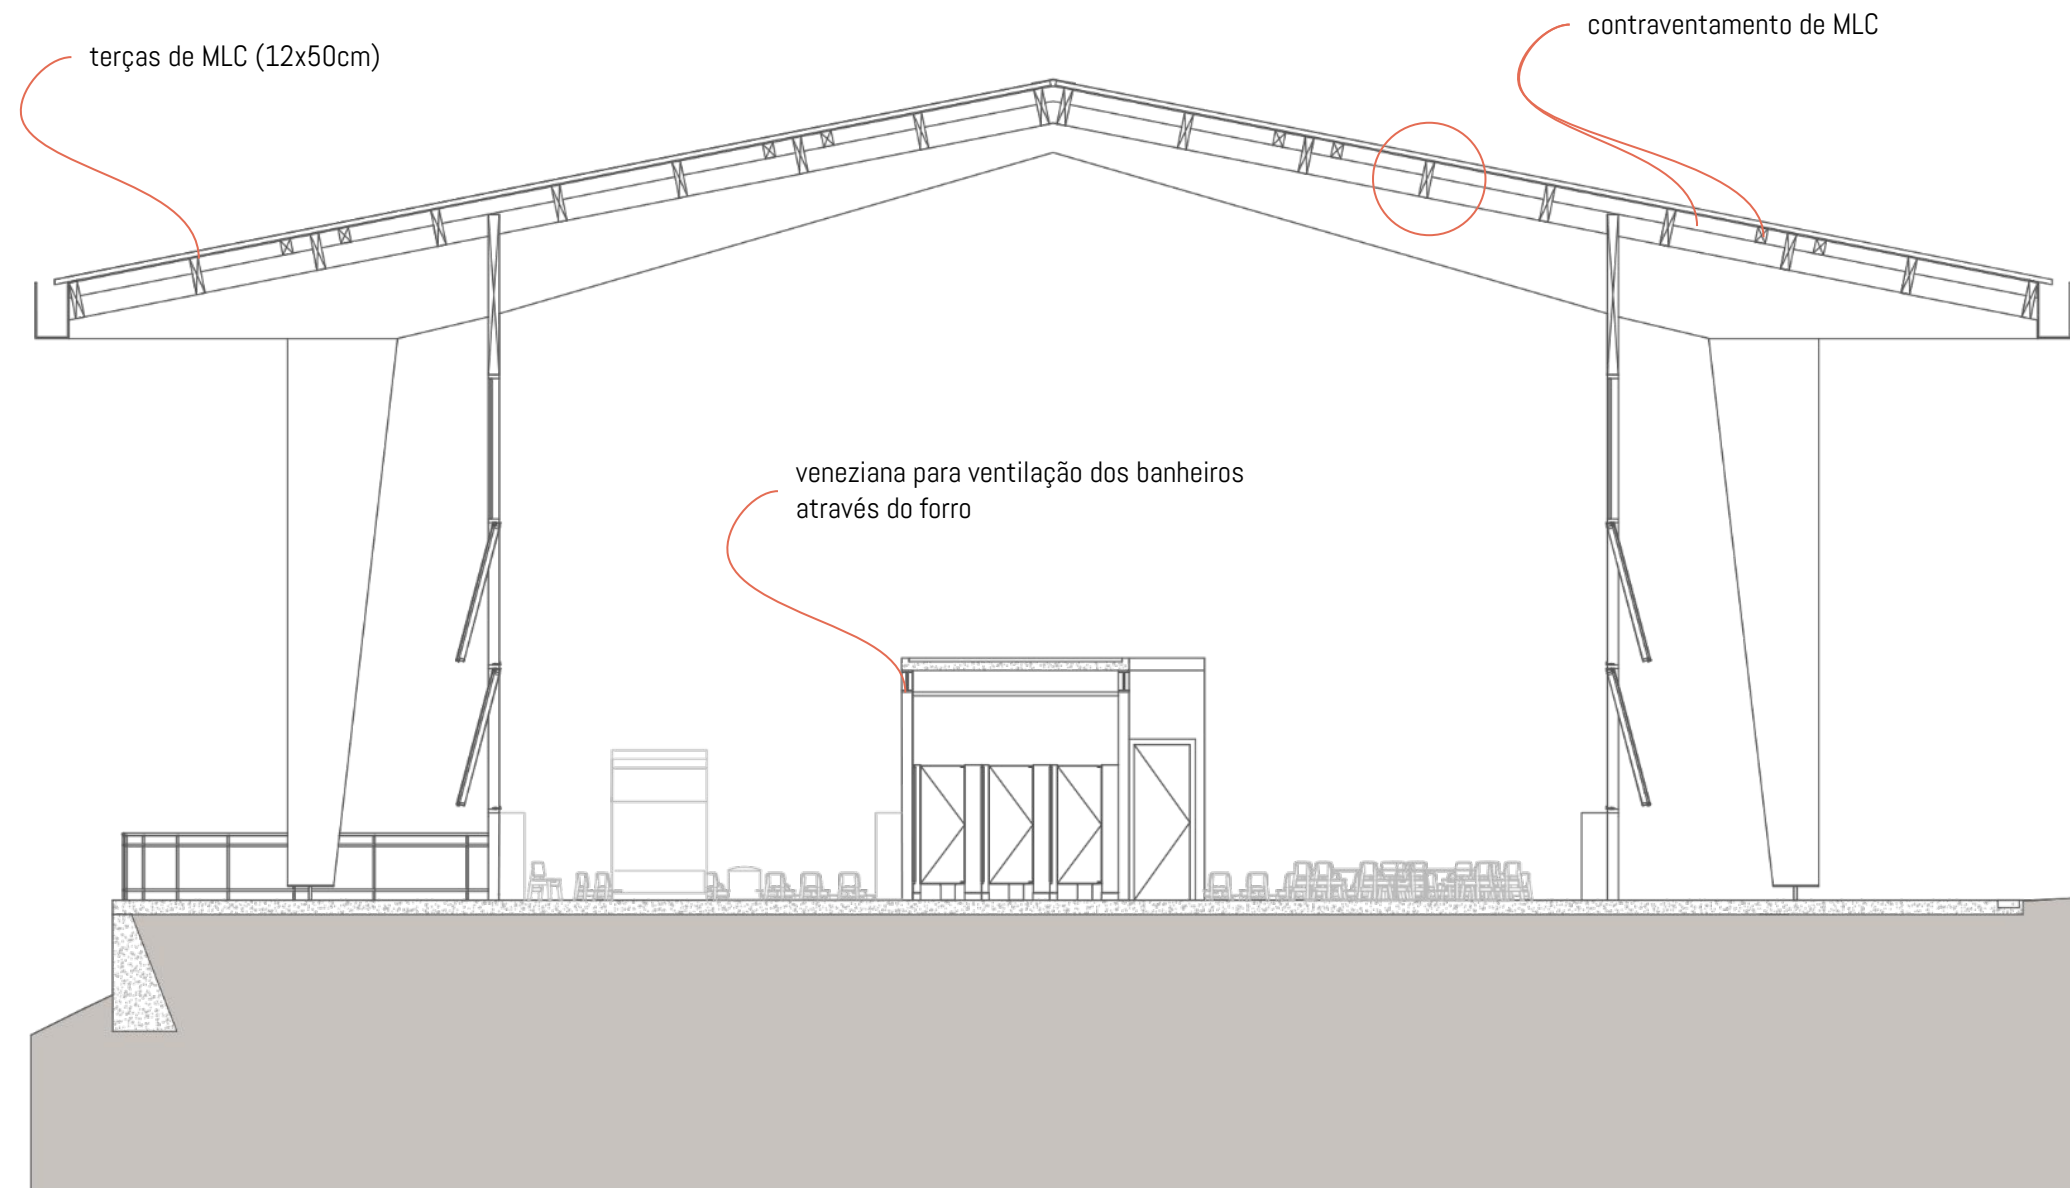 contraventamento de MLC
terças de MLC (12x50cm)
veneziana para ventilação dos banheiros
através do forro